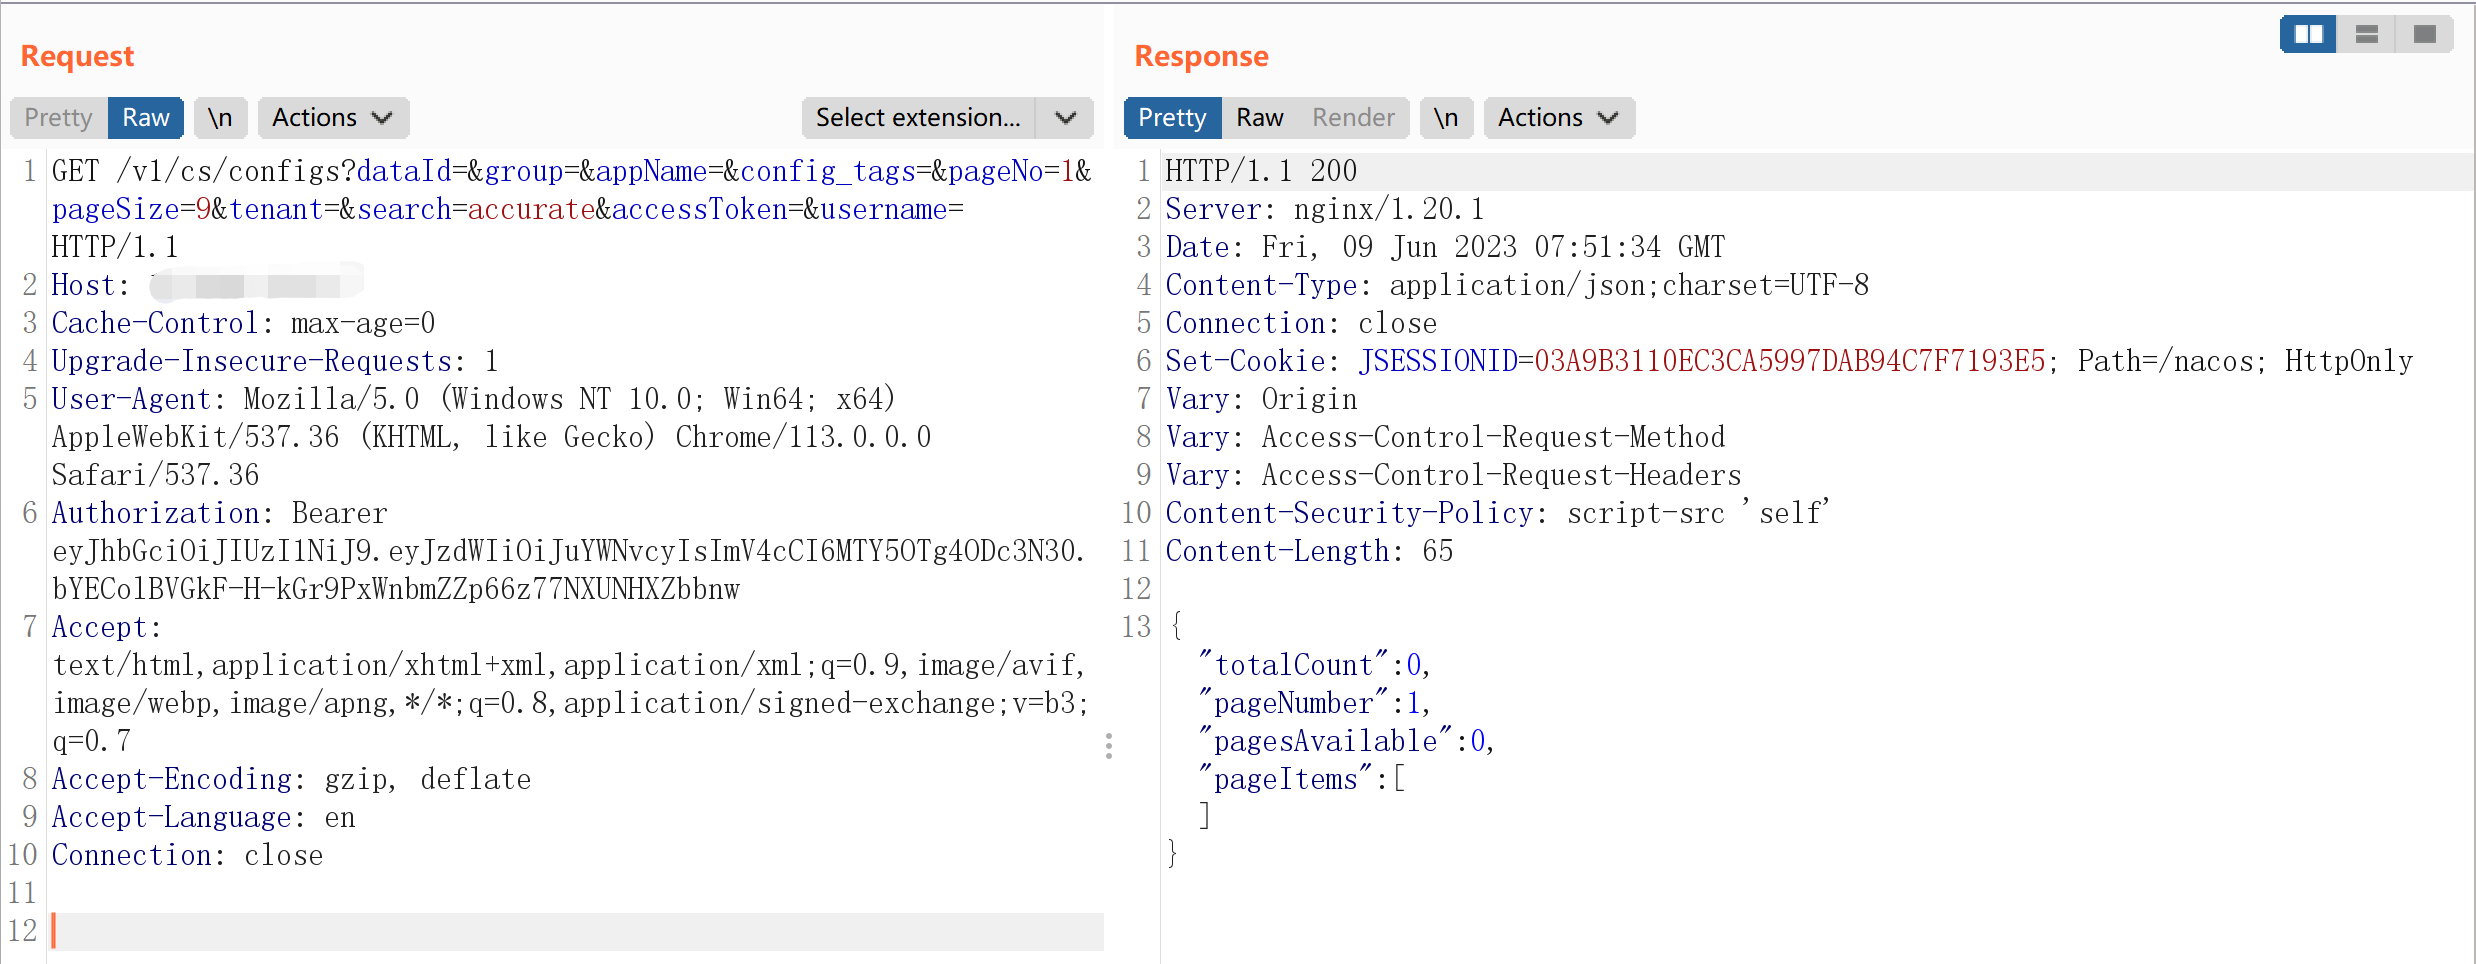 Request
Pretty Raw \n Actions Select extension...
1 GET /v1/cs/configs?dataId=&group=&appName=&config_tags=&pageNo=1&
pageSize=9&tenant=&search=accurate&accessToken=&username=
HTTP/1.1
2 Host:
3 Cache-Control: max-age=0
4 Upgrade-Insecure-Requests: 1
5 User-Agent: Mozilla/5.0 (Windows NT 10.0; Win64; x64)
AppleWebKit/537.36 (KHTML, like Gecko) Chrome/113.0.0.0
Safari/537.36
6 Authorization: Bearer
eyJhbGciOiJIUzI1NiJ9.eyJzdWIiOiJuYWNvcyIsImV4cCI6MTY5OTg4ODc3N30.
bYEColBVGkF-H-kGr9PxWnbmZZp66z77NXUNHXZbbnw
7 Accept:
text/html,application/xhtml+xml,application/xml;q=0.9,image/avif,
image/webp,image/apng,*/*;q=0.8,application/signed-exchange;v=b3;
q=0.7
8 Accept-Encoding: gzip, deflate
9 Accept-Language: en
10 Connection: close
11
12
Response
Pretty Raw Render \n Actions
1 HTTP/1.1 200
2 Server: nginx/1.20.1
3 Date: Fri, 09 Jun 2023 07:51:34 GMT
4 Content-Type: application/json;charset=UTF-8
5 Connection: close
6 Set-Cookie: JSESSIONID=03A9B3110EC3CA5997DAB94C7F7193E5; Path=/nacos; HttpOnly
7 Vary: Origin
8 Vary: Access-Control-Request-Method
9 Vary: Access-Control-Request-Headers
10 Content-Security-Policy: script-src 'self'
11 Content-Length: 65
12
13 {
"totalCount":0,
"pageNumber":1,
"pagesAvailable":0,
"pageItems":[
]
}